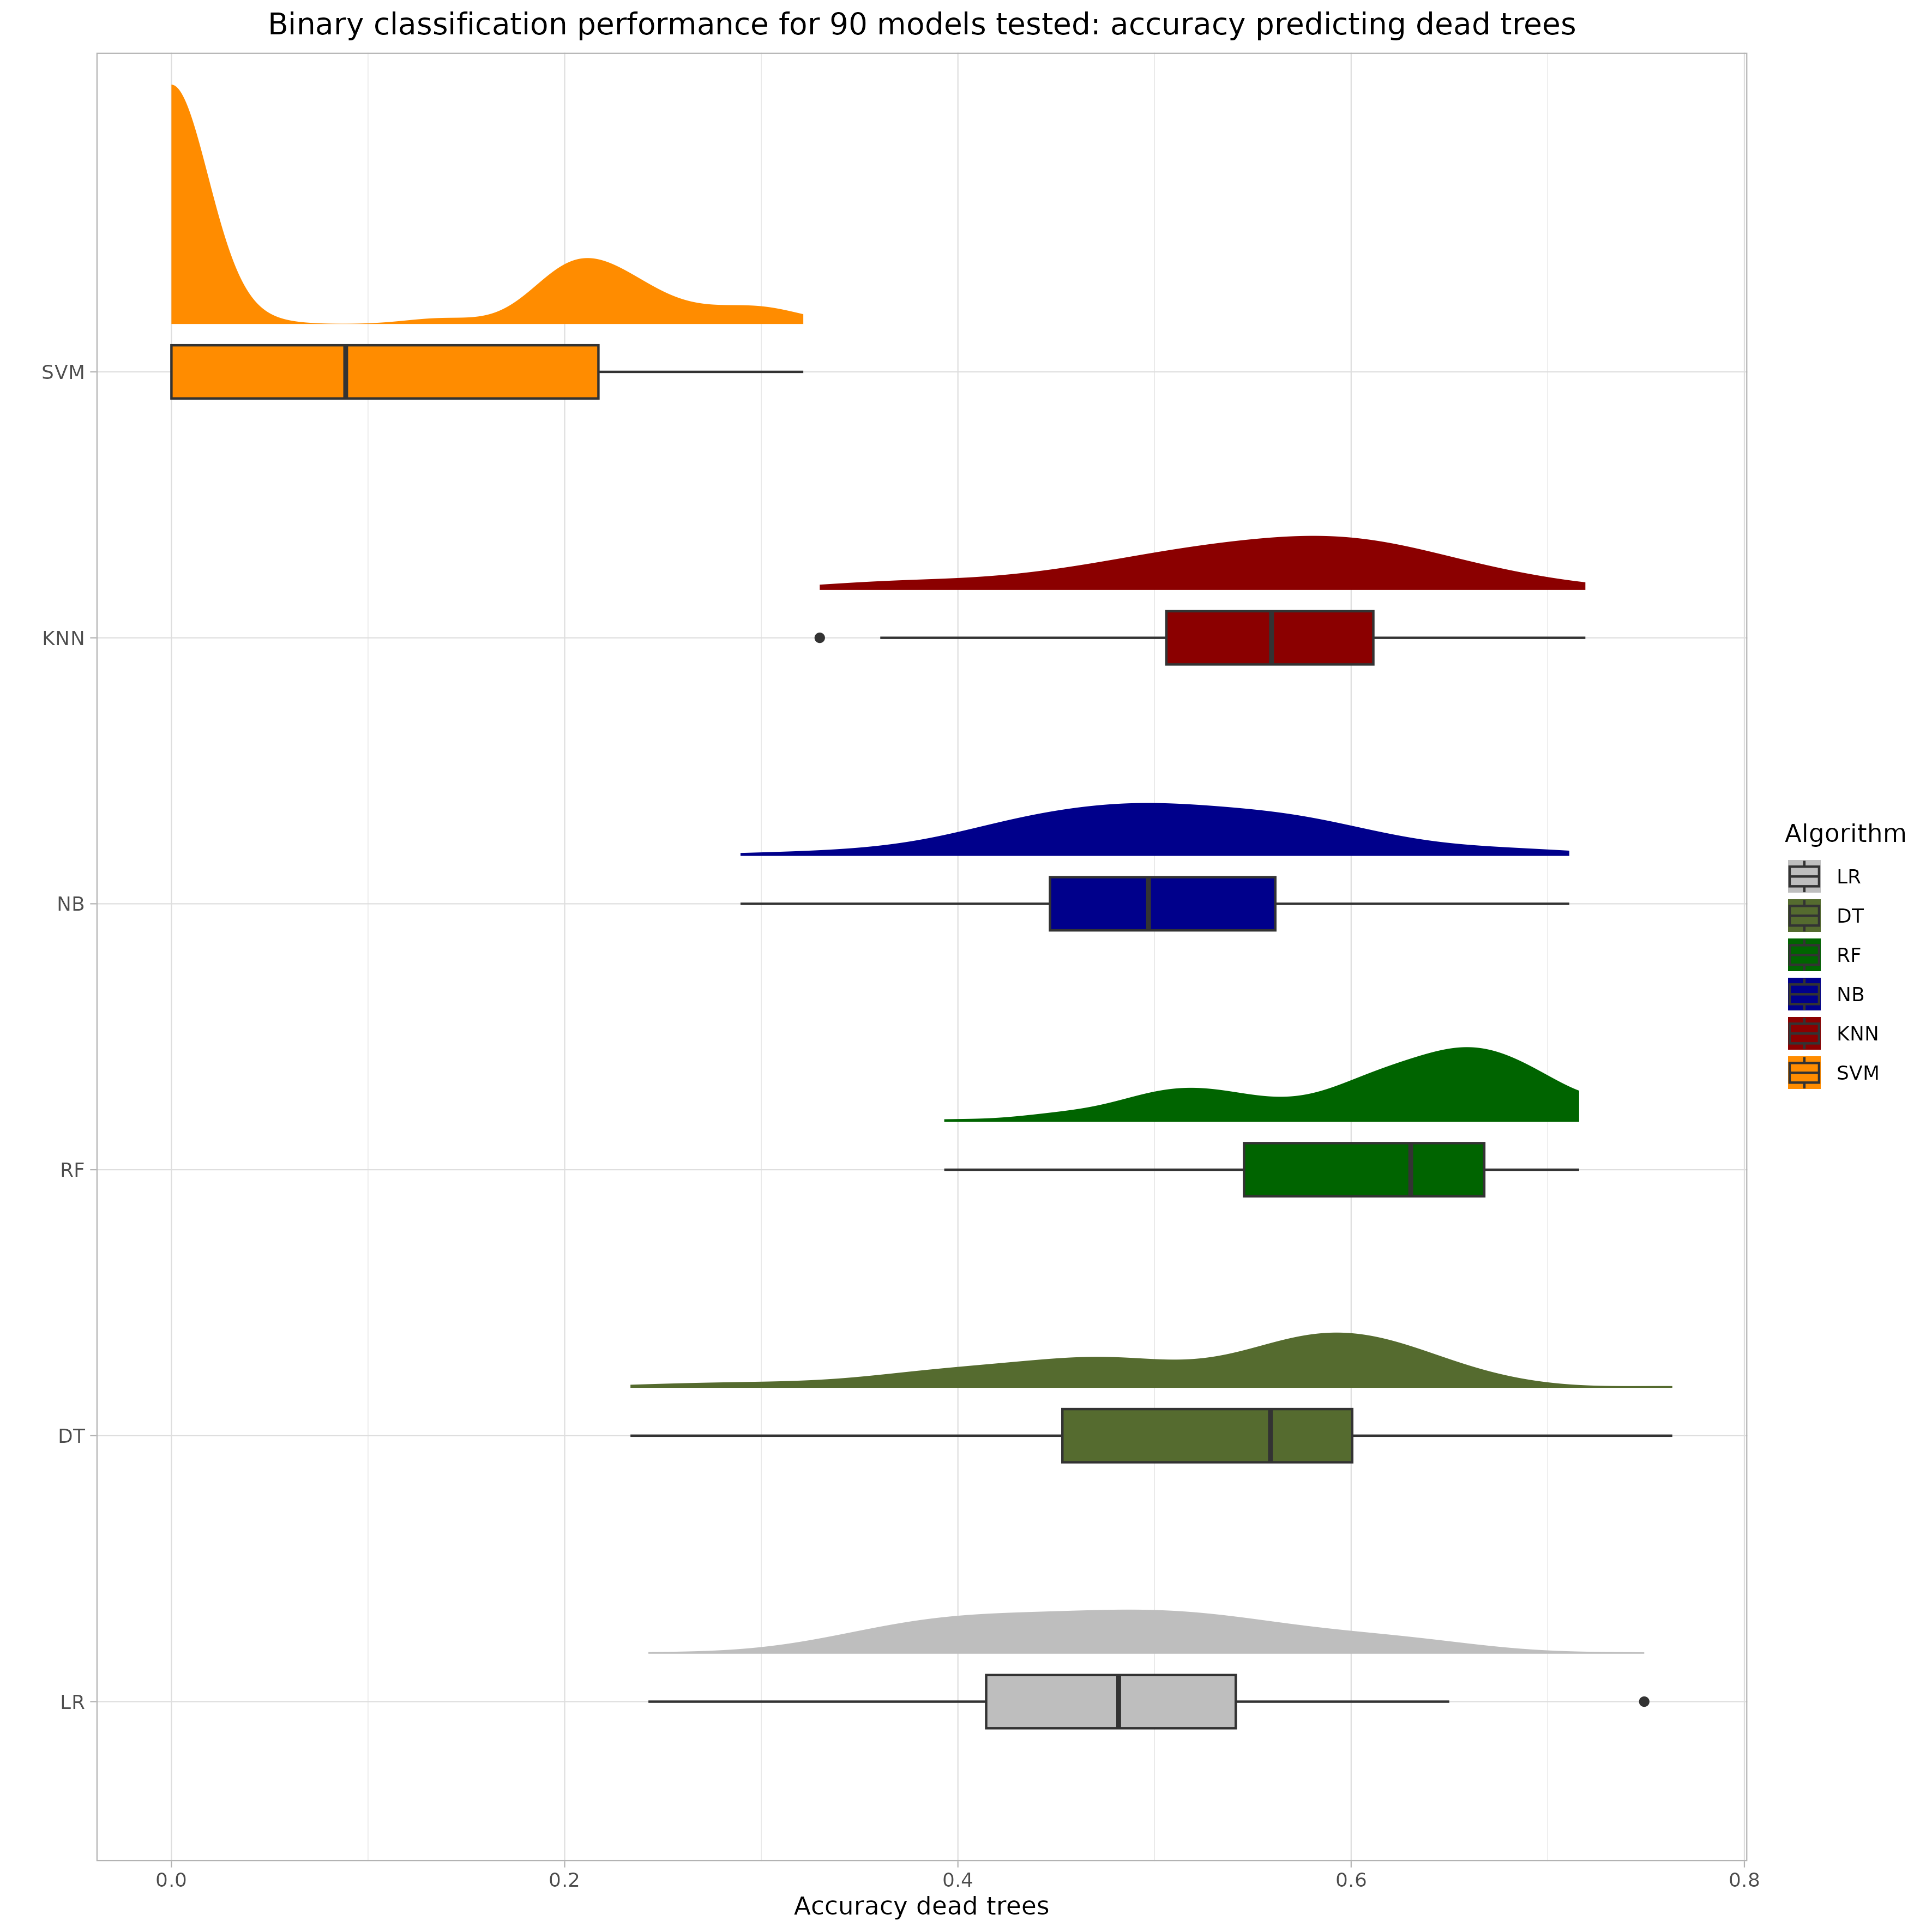 Binary classification performance for 90 models tested: accuracy predicting dead trees
SVM
KNN
NB
RF
DT
LR
0.0 0.2 0.4 0.6 0.8
Accuracy dead trees
Algorithm
LR
DT
RF
NB
KNN
SVM